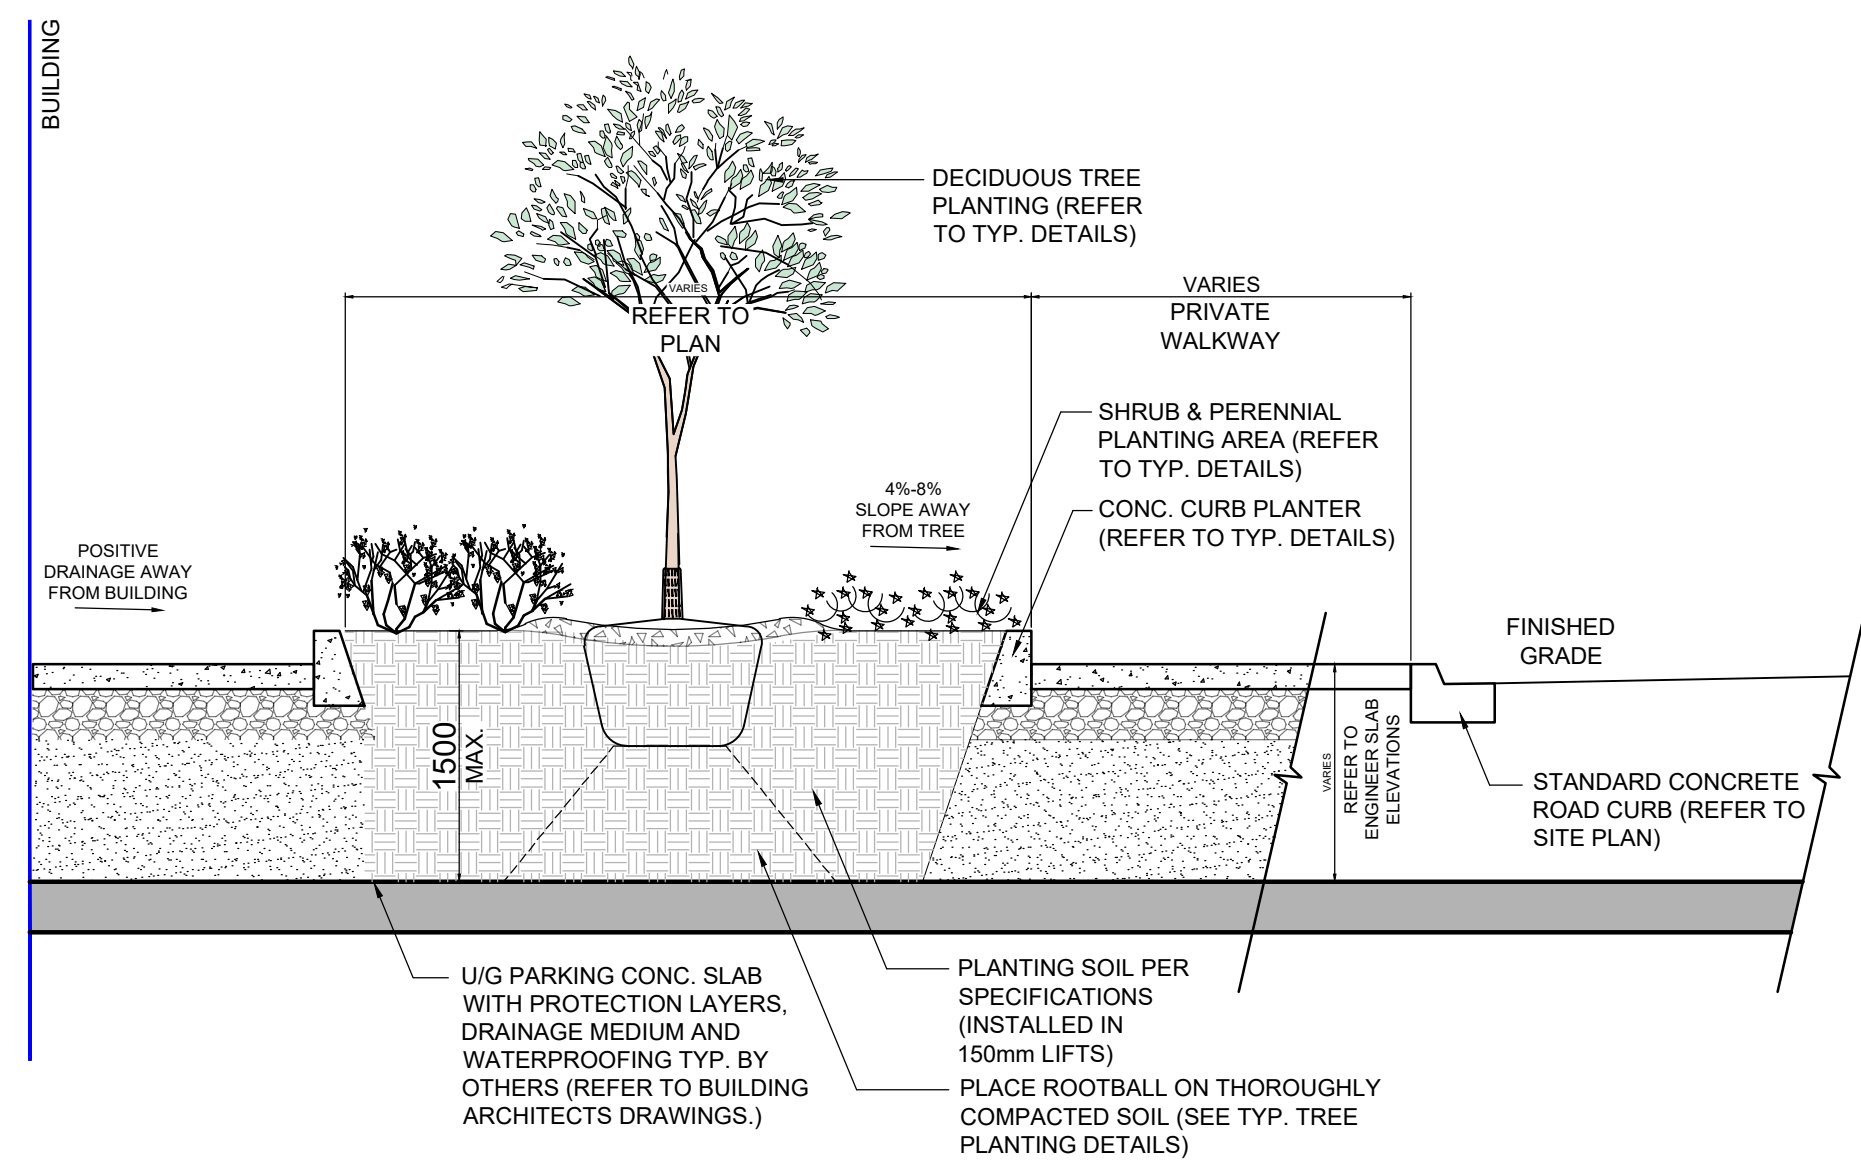 BUILDING
DECIDUOUS TREE
PLANTING (REFER
TO TYP. DETAILS)
VARIES
REFER TO
PLAN
VARIES
PRIVATE
WALKWAY
SHRUB & PERENNIAL
PLANTING AREA (REFER
TO TYP. DETAILS)
4%-8%
SLOPE AWAY
FROM TREE
CONC. CURB PLANTER
(REFER TO TYP. DETAILS)
POSITIVE
DRAINAGE AWAY
FROM BUILDING
FINISHED
GRADE
1500
MAX.
VARIES
REFER TO
ENGINEER SLAB
ELEVATIONS
STANDARD CONCRETE
ROAD CURB (REFER TO
SITE PLAN)
U/G PARKING CONC. SLAB
WITH PROTECTION LAYERS,
DRAINAGE MEDIUM AND
WATERPROOFING TYP. BY
OTHERS (REFER TO BUILDING
ARCHITECTS DRAWINGS.)
PLANTING SOIL PER
SPECIFICATIONS
(INSTALLED IN
150mm LIFTS)
PLACE ROOTBALL ON THOROUGHLY
COMPACTED SOIL (SEE TYP. TREE
PLANTING DETAILS)